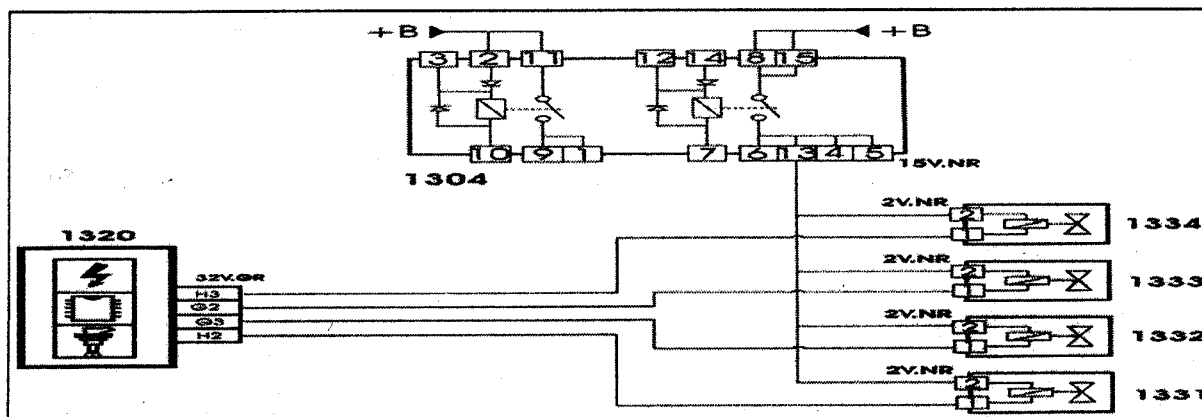 +B +B
3 2 11 12 14 8 15
10 9 1 7 6 13 4 5
15V.NR
1304
2V.NR
2
1
1334
1320
32V.GR
H3
G2
G3
H2
2V.NR
2
1
1333
2V.NR
2
1
1332
2V.NR
2
1
1331